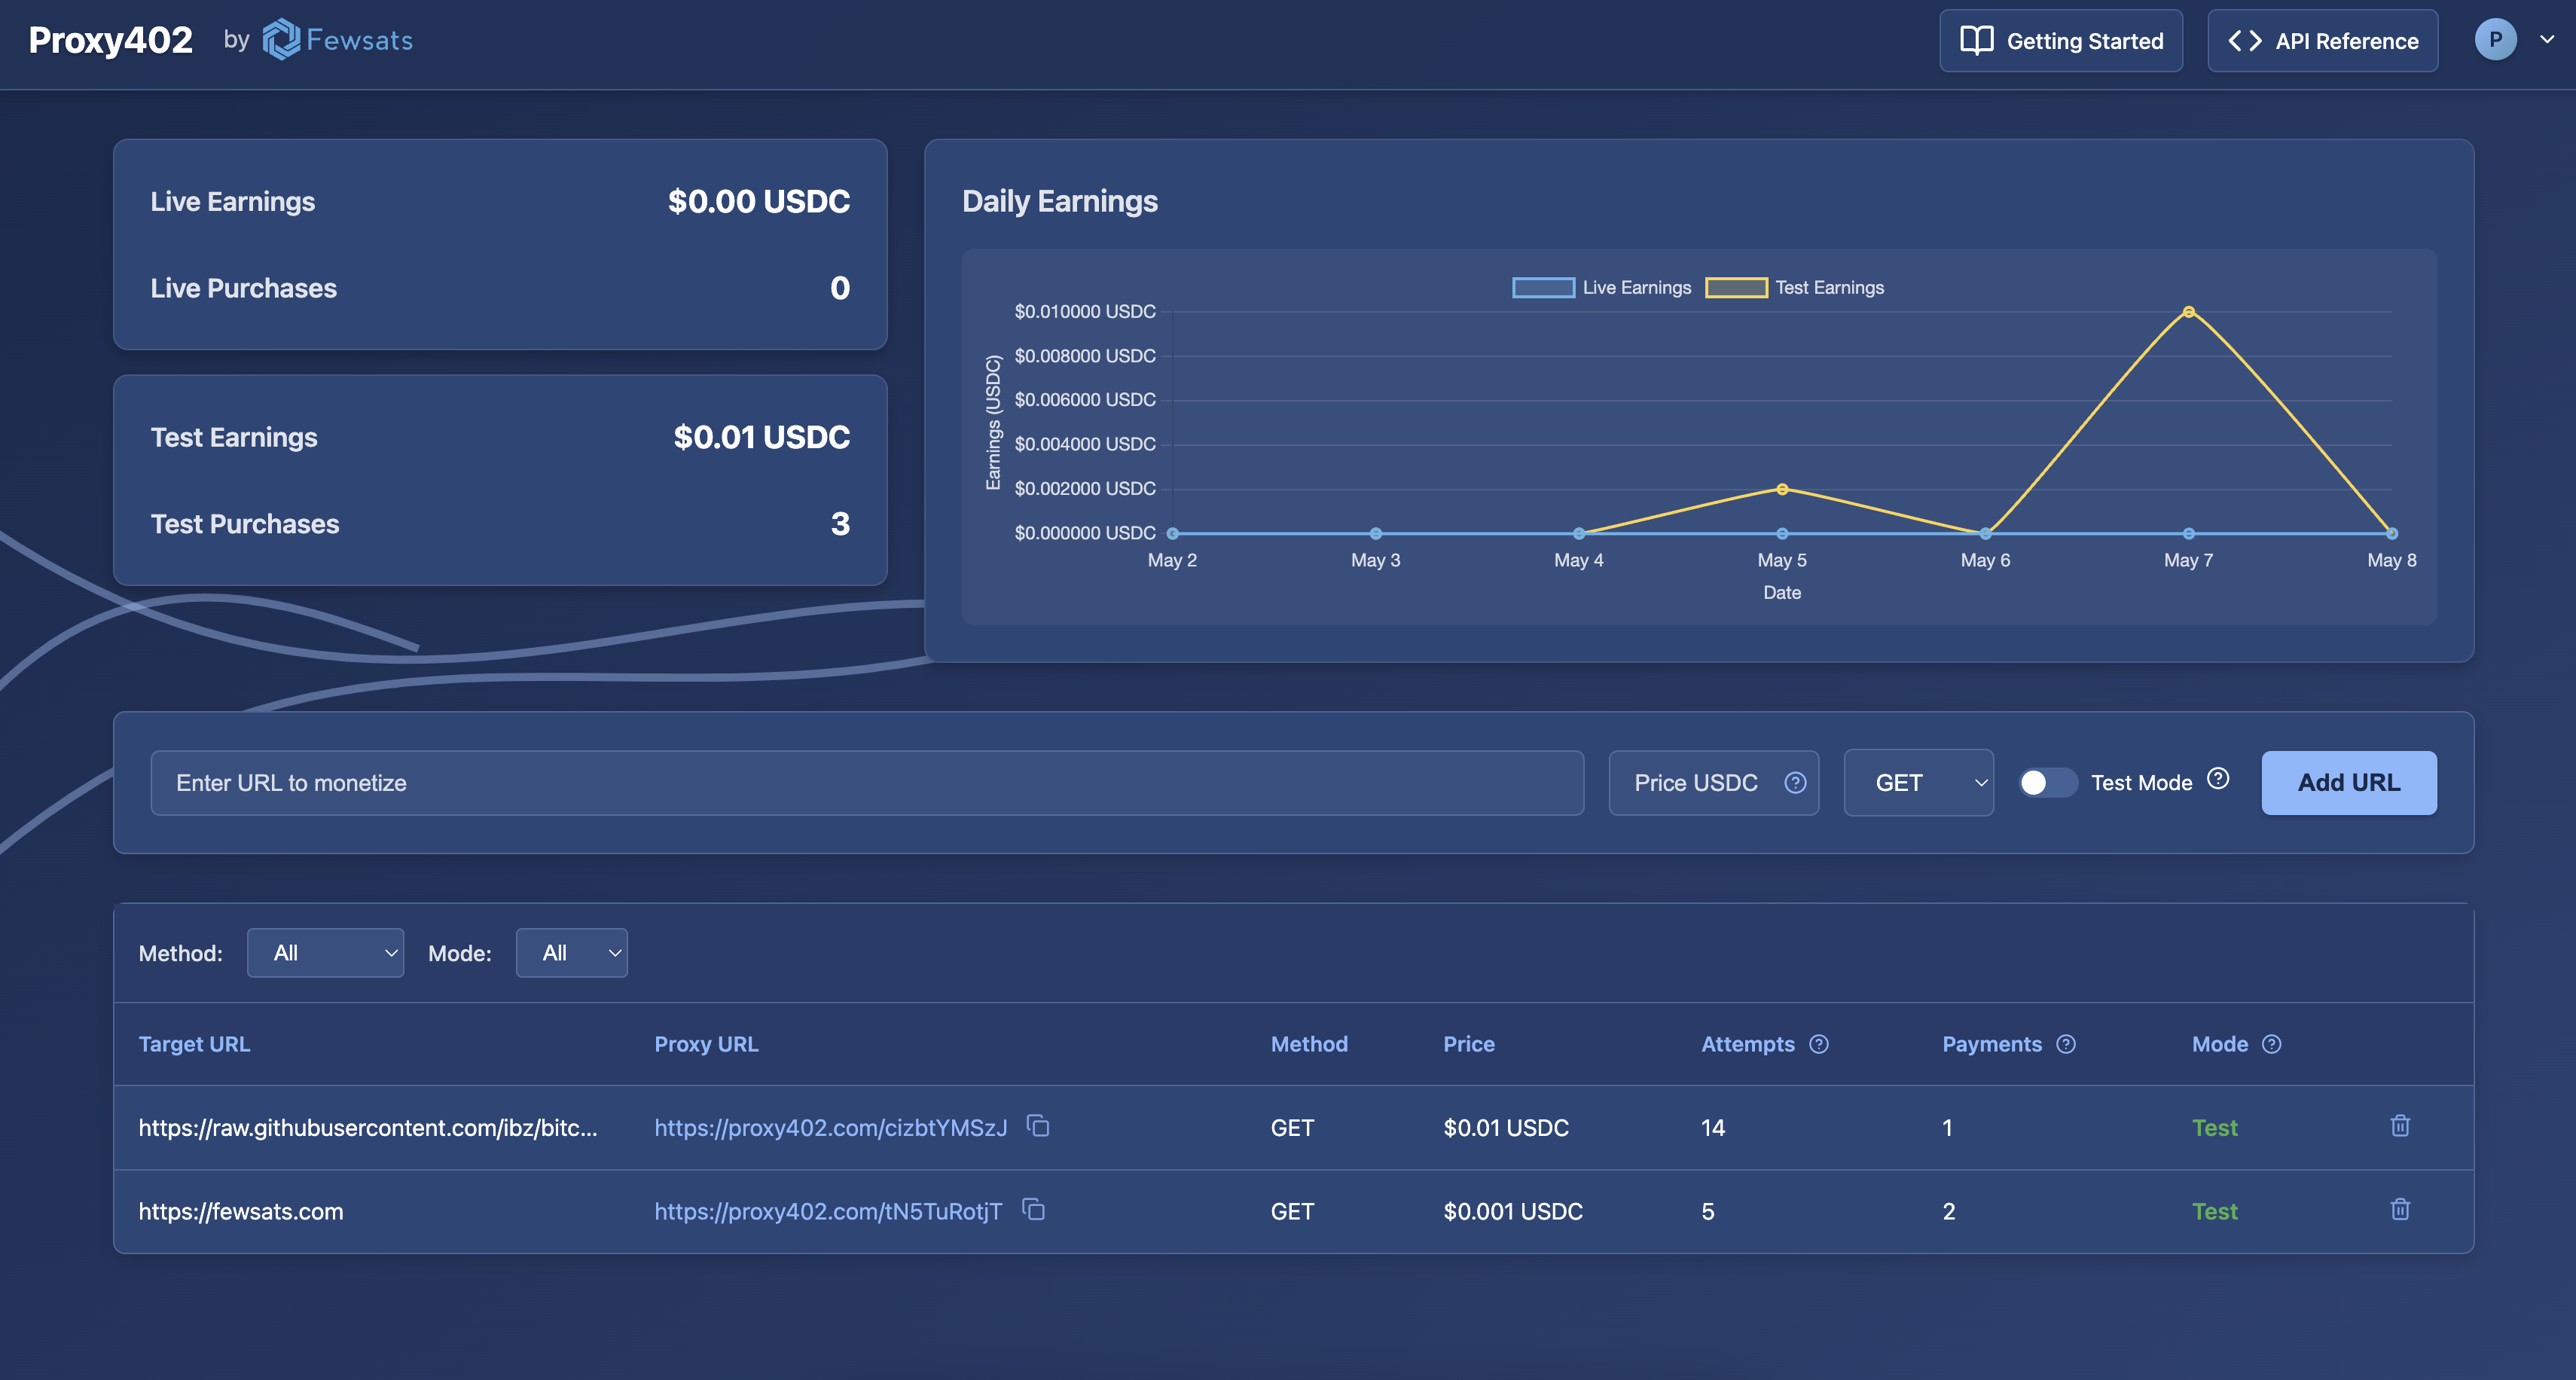 Proxy402 by Fewsats
Getting Started
API Reference
P
Live Earnings $0.00 USDC
Live Purchases 0
Test Earnings $0.01 USDC
Test Purchases 3
Daily Earnings
Live Earnings Test Earnings
Earnings (USDC)
$0.010000 USDC
$0.008000 USDC
$0.006000 USDC
$0.004000 USDC
$0.002000 USDC
$0.000000 USDC
May 2 May 3 May 4 May 5 May 6 May 7 May 8
Date
Enter URL to monetize Price USDC GET Test Mode Add URL
Method: All Mode: All
Target URL Proxy URL Method Price Attempts Payments Mode
https://raw.githubusercontent.com/ibz/bitc... https://proxy402.com/cizbtYMSzJ GET $0.01 USDC 14 1 Test
https://fewsats.com https://proxy402.com/tN5TuRotjT GET $0.001 USDC 5 2 Test